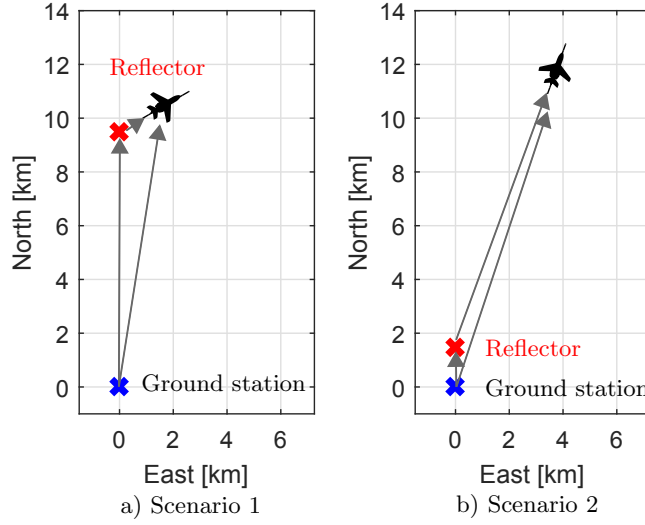 14
12
10
8
6
4
2
0
North [km]
Reflector
Ground station
0 2 4 6
East [km]
a) Scenario 1
14
12
10
8
6
4
2
0
North [km]
Reflector
Ground station
0 2 4 6
East [km]
b) Scenario 2